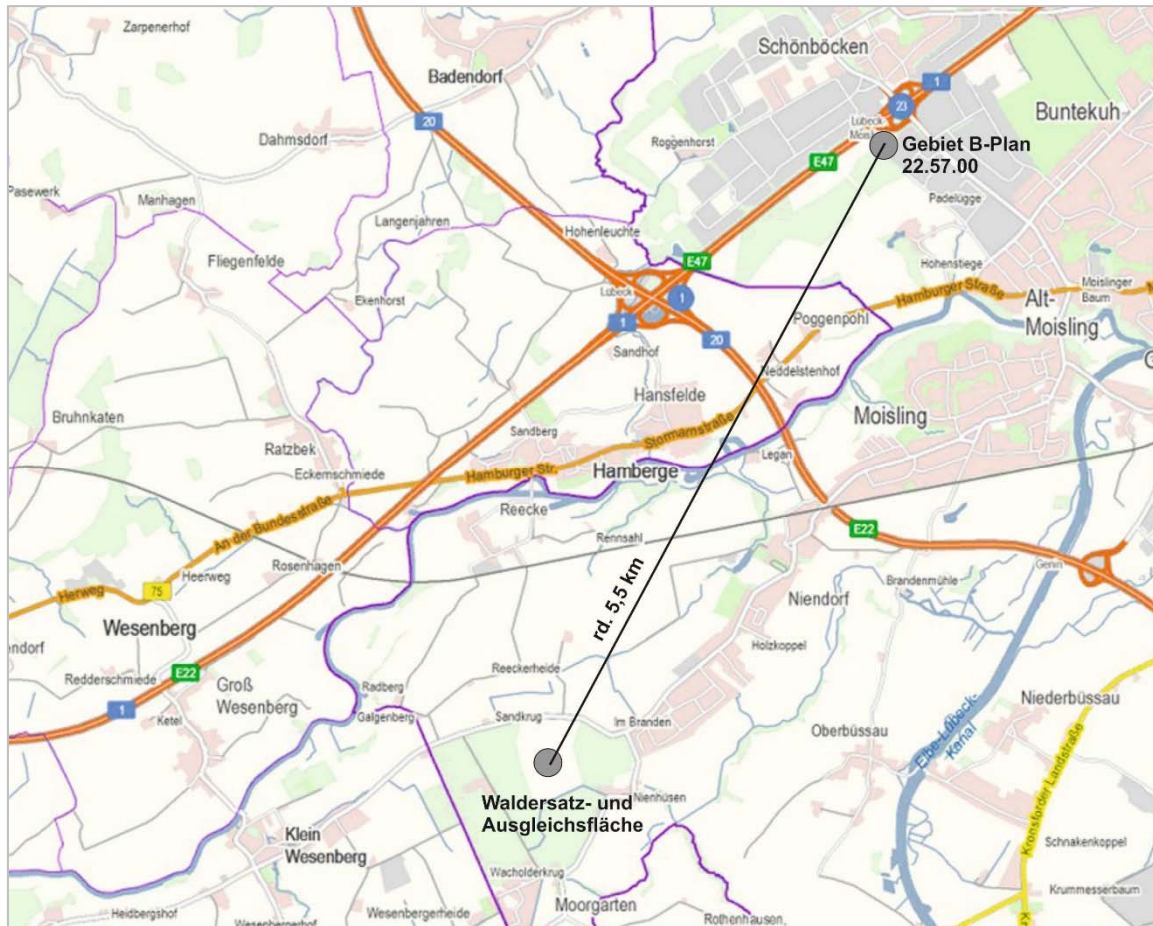 Zarpenerhof
Schönböcken
Badendorf
1
23
20
Dahmsdorf
Lübeck
Buntekuh
Roggenhorst
Gebiet B-Plan
22.57.00
E47
Pasewerk
Manhagen
Padelügge
Langenjahren
Hohenleuchte
Fliegenfelde
E47
Hohenstiege
Moislinger
Baum
Ekenhorst
Lübeck
1
Hamburger Straße
Alt-
Moisling
1
Poggenpohl
20
Sandhof
Neddelstenhof
Hansfelde
Bruhnkaten
Moisling
Sandberg
Stormarnstraße
Ratzbek
Legan
Eckernschmiede
Hamburger Str.
Hamberge
Reecke
An der Bundesstraße
E22
Rennsahl
Rosenhagen
Genin
Heerweg
75
Herweg
Brandenmühle
rd. 5,5 km
Niendorf
Wesenberg
Holzkoppel
E22
Reeckerheide
Redderschmiede
Groß
Wesenberg
Radberg
Niederbüssau
1
Ketel
Galgenberg
Sandkrug
Im Branden
Oberbüssau
Elbe-Lübeck-
Kanal
Kronsforder Landstraße
Waldersatz- und
Ausgleichsfläche
Nienhüsen
Klein
Wesenberg
Schnakenkoppel
Wacholderkrug
Krummesserbaum
Moorgarten
Heidbergshof
Wesenbergerheide
Rothenhausen